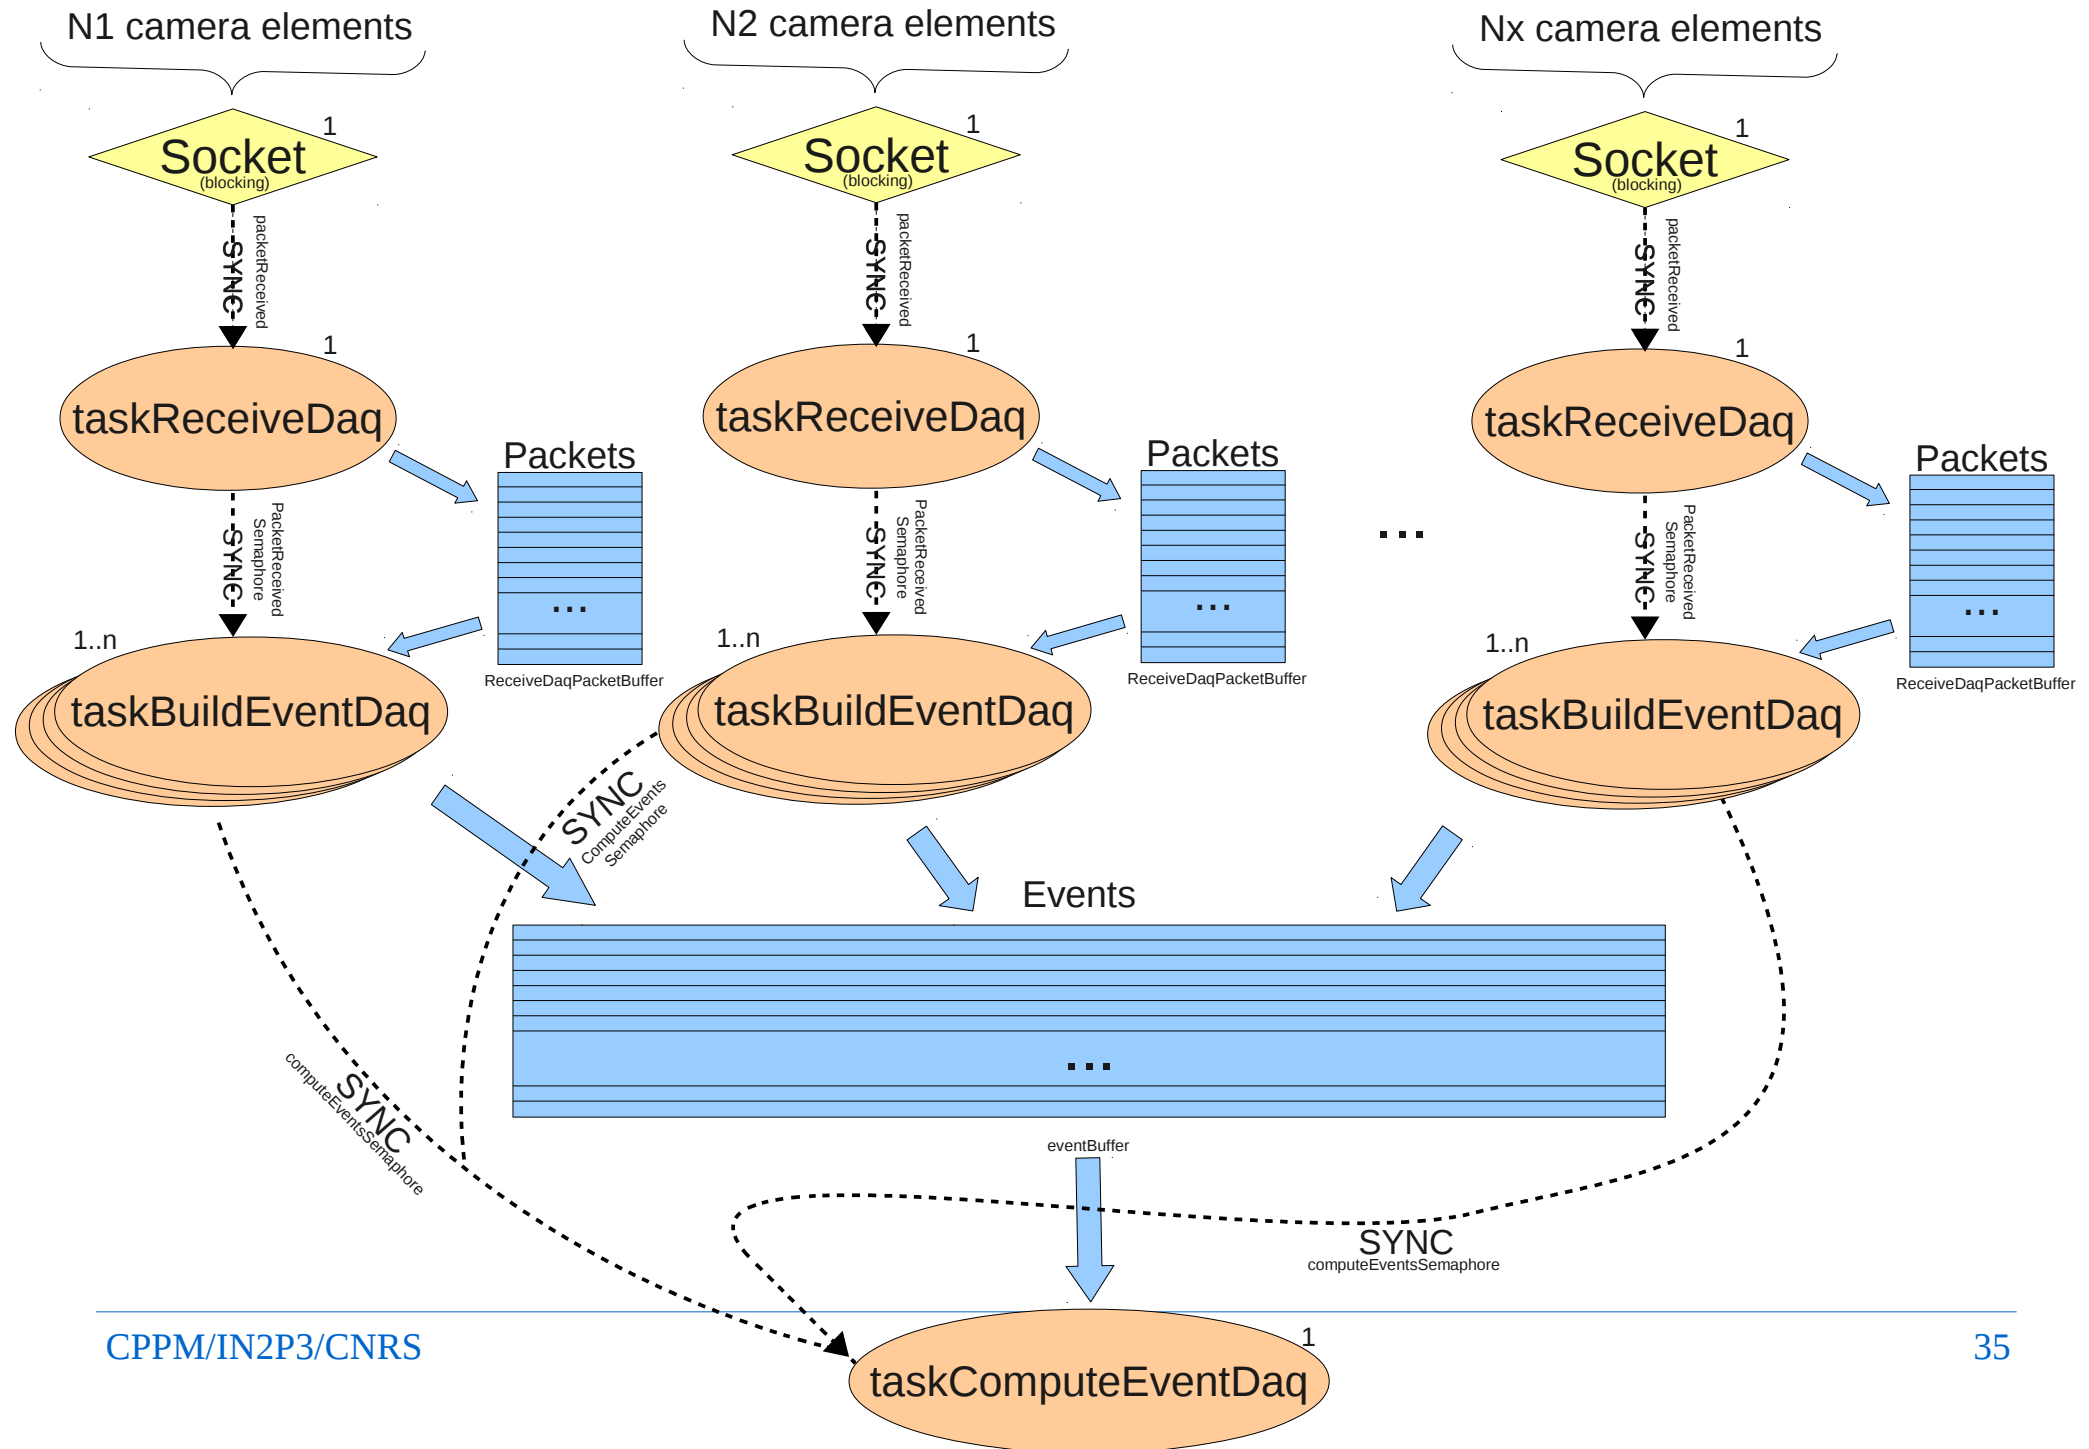 N1 camera elements
N2 camera elements
Nx camera elements
1
Socket
(blocking)
1
Socket
(blocking)
1
Socket
(blocking)
SYNC
packetReceived
SYNC
packetReceived
SYNC
packetReceived
1
taskReceiveDaq
1
taskReceiveDaq
1
taskReceiveDaq
Packets
Packets
Packets
SYNC
PacketReceived
Semaphore
SYNC
PacketReceived
Semaphore
SYNC
PacketReceived
Semaphore
...
...
...
...
ReceiveDaqPacketBuffer
ReceiveDaqPacketBuffer
ReceiveDaqPacketBuffer
1..n
taskBuildEventDaq
1..n
taskBuildEventDaq
1..n
taskBuildEventDaq
SYNC
ComputeEvents
Semaphore
Events
...
SYNC
computeEventsSemaphore
eventBuffer
SYNC
computeEventsSemaphore
1
taskComputeEventDaq
CPPM/IN2P3/CNRS
35